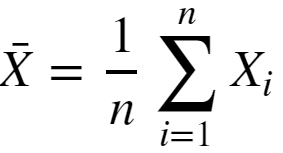 X̄ = 1/n ∑_{i=1}^{n} X_i